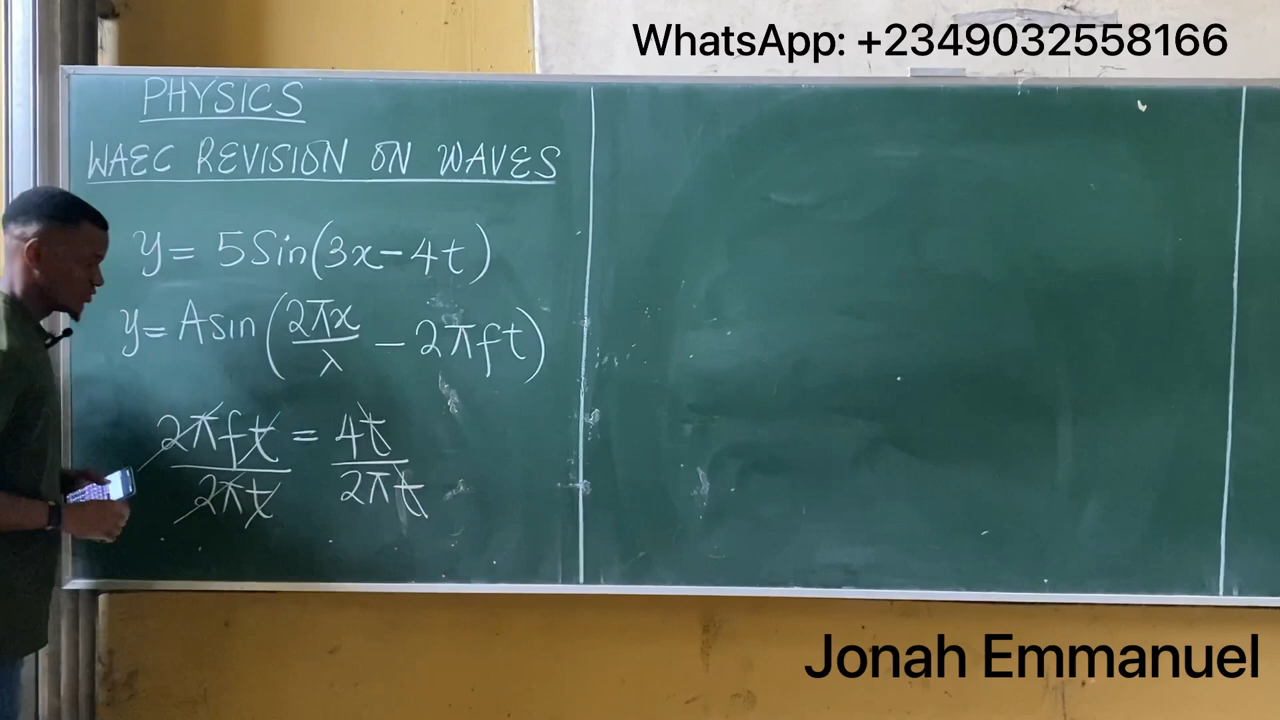 WhatsApp: +2349032558166
PHYSICS
WAEC REVISION ON WAVES
y= 5Sin(3x-4t)
y= Asin(2πx/λ - 2πft)
2πft/2πt = 4t/2πt
Jonah Emmanuel